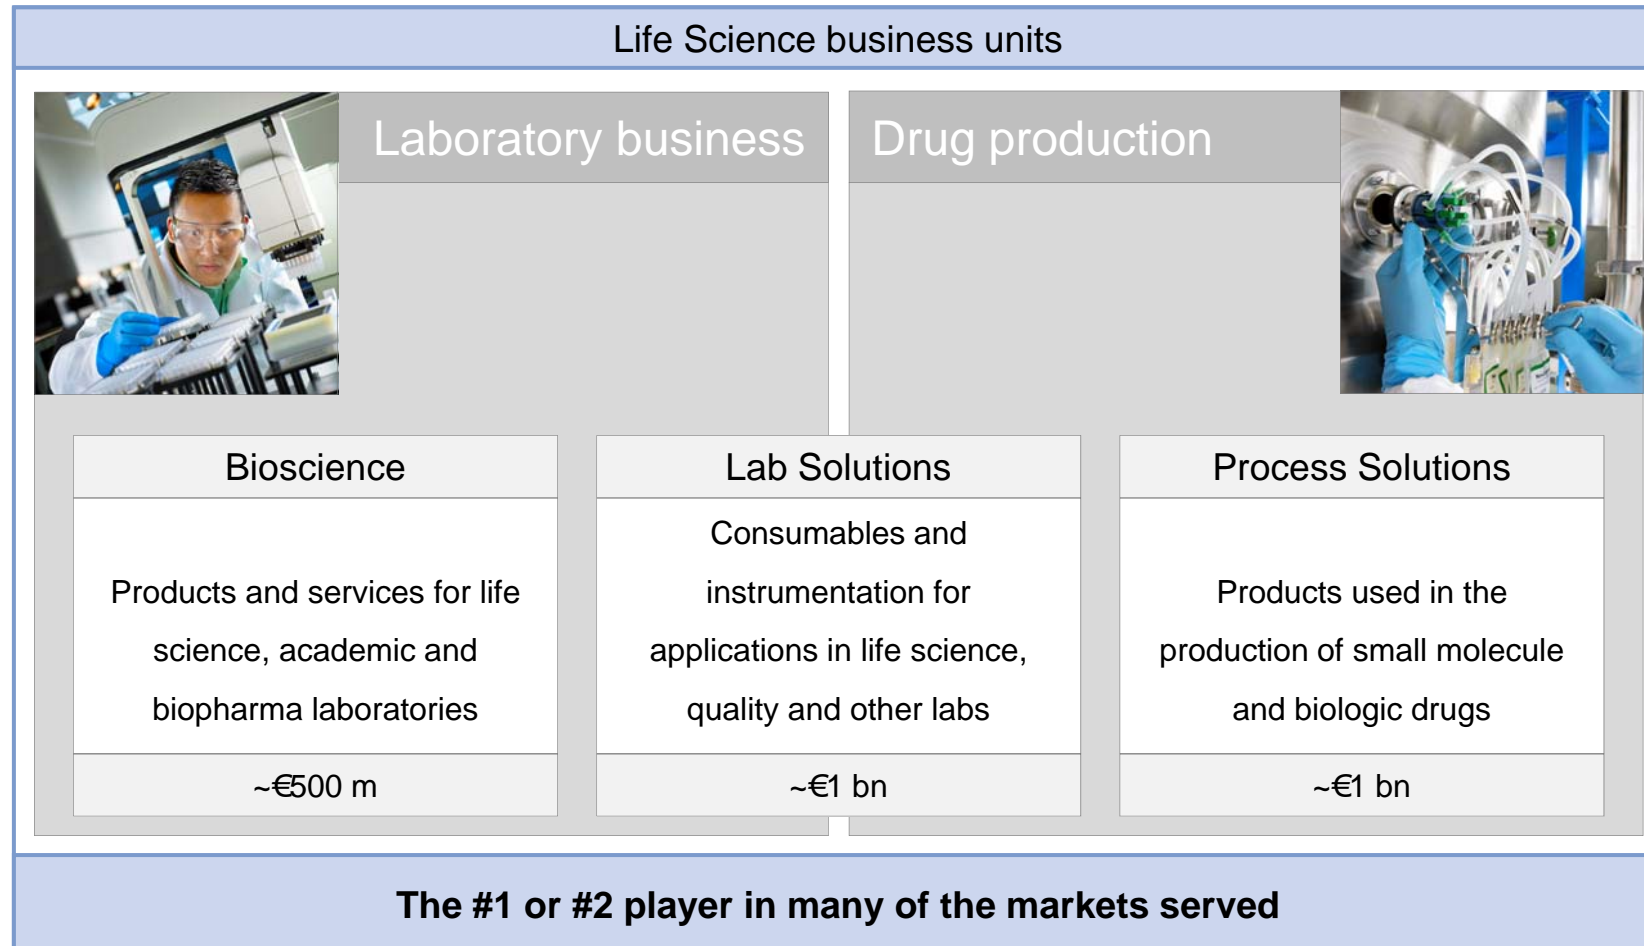 Life Science business units
Laboratory business
Drug production
Bioscience
Products and services for life
science, academic and
biopharma laboratories
~€500 m
Lab Solutions
Consumables and
instrumentation for
applications in life science,
quality and other labs
~€1 bn
Process Solutions
Products used in the
production of small molecule
and biologic drugs
~€1 bn
The #1 or #2 player in many of the markets served